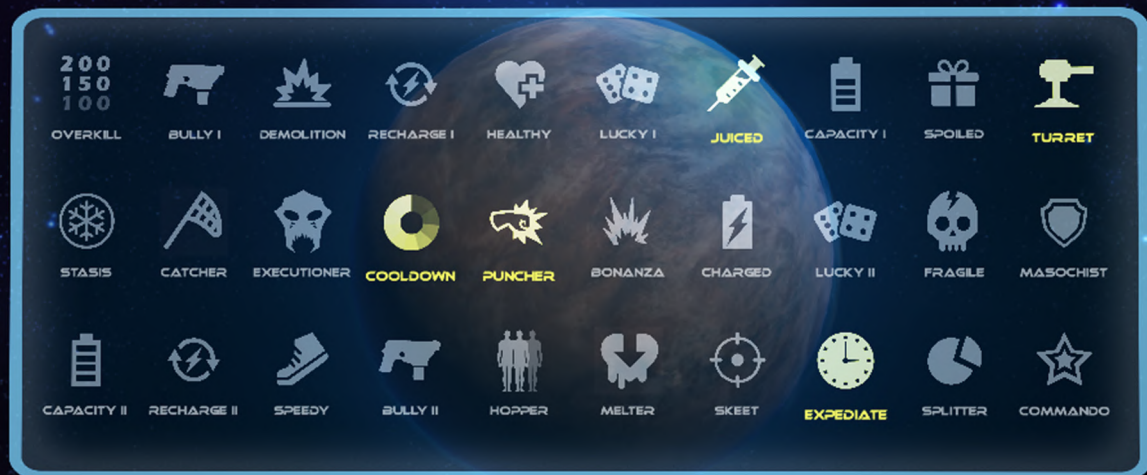 200
150
100
OVERKILL BULLY I DEMOLITION RECHARGE I HEALTHY LUCKY I JUICED CAPACITY I SPOILED TURRET
STASIS CATCHER EXECUTIONER COOLDOWN PUNCHER BONANZA CHARGED LUCKY II FRAGILE MASOCHIST
CAPACITY II RECHARGE II SPEEDY BULLY II HOPPER MELTER SKEET EXPEDIATE SPLITTER COMMANDO